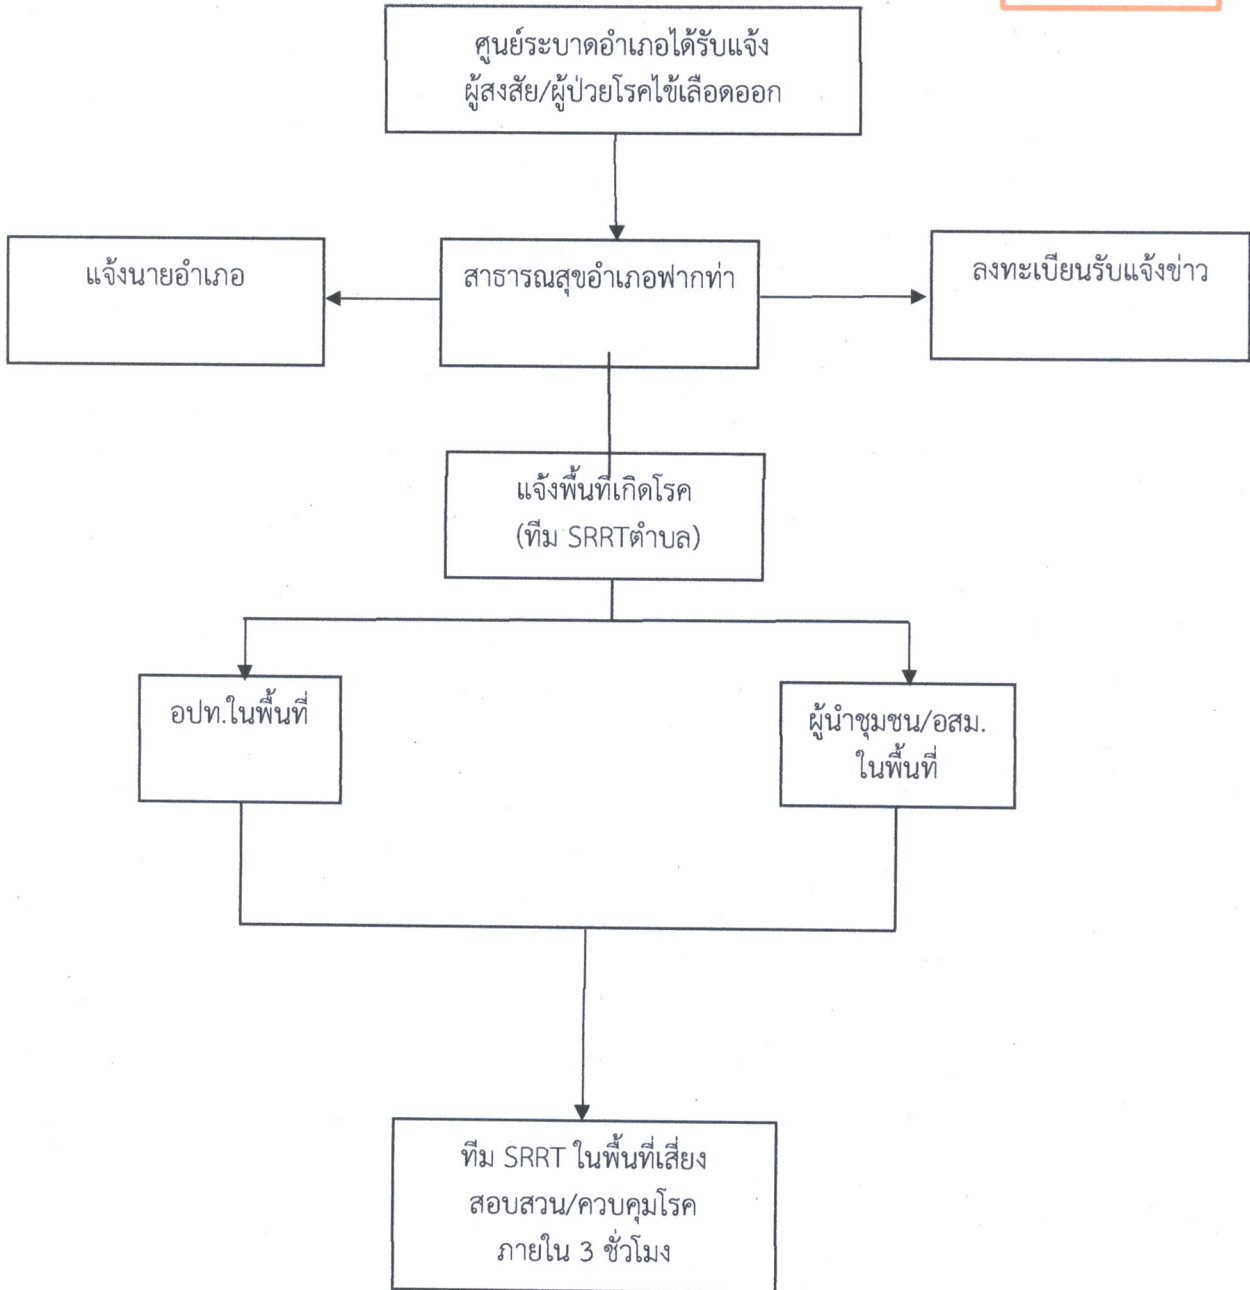 ศูนย์ระบาดอำเภอได้รับแจ้ง
ผู้สงสัย/ผู้ป่วยโรคไข้เลือดออก
แจ้งนายอำเภอ
สาธารณสุขอำเภอฟากท่า
ลงทะเบียนรับแจ้งข่าว
แจ้งพื้นที่เกิดโรค
(ทีม SRRTตำบล)
อปท.ในพื้นที่
ผู้นำชุมชน/อสม.
ในพื้นที่
ทีม SRRT ในพื้นที่เสี่ยง
สอบสวน/ควบคุมโรค
ภายใน 3 ชั่วโมง